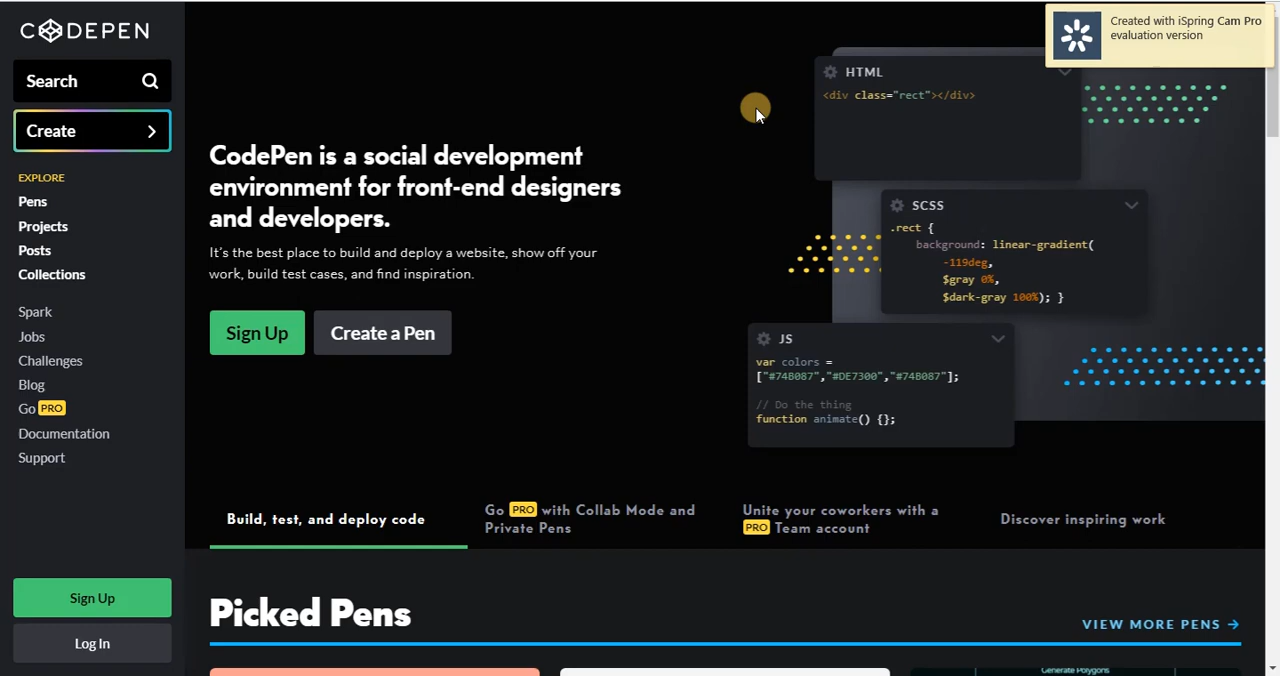 CODEPEN
Search
Create
EXPLORE
Pens
Projects
Posts
Collections
Spark
Jobs
Challenges
Blog
Go PRO
Documentation
Support
Sign Up
Log In
CodePen is a social development
environment for front-end designers
and developers.
It's the best place to build and deploy a website, show off your
work, build test cases, and find inspiration.
Sign Up
Create a Pen
HTML
<div class="rect"></div>
SCSS
.rect {
background: linear-gradient(
-119deg,
$gray 0%,
$dark-gray 100%); }
JS
var colors =
["#74B087","#DE7300","#74B087"];
// Do the thing
function animate() {};
Created with iSpring Cam Pro
evaluation version
Build, test, and deploy code
Go PRO with Collab Mode and
Private Pens
Unite your coworkers with a
PRO Team account
Discover inspiring work
Picked Pens
VIEW MORE PENS →
Generate Polygons